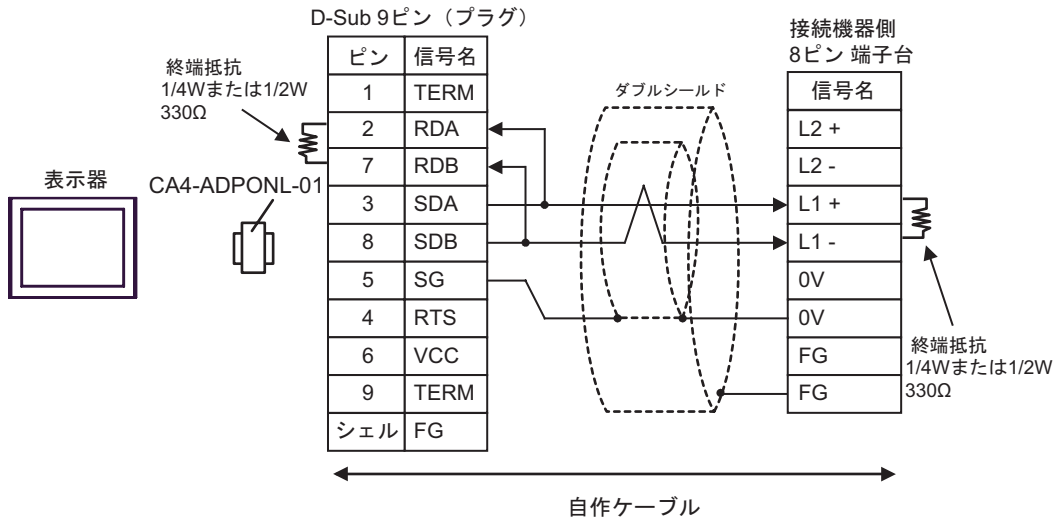 D-Sub 9ピン（プラグ）
ピン 信号名
1 TERM
2 RDA
7 RDB
3 SDA
8 SDB
5 SG
4 RTS
6 VCC
9 TERM
シェル FG
終端抵抗
1/4Wまたは1/2W
330Ω
表示器
CA4-ADPONL-01
ダブルシールド
接続機器側
8ピン 端子台
信号名
L2 +
L2 -
L1 +
L1 -
0V
0V
FG
FG
終端抵抗
1/4Wまたは1/2W
330Ω
自作ケーブル